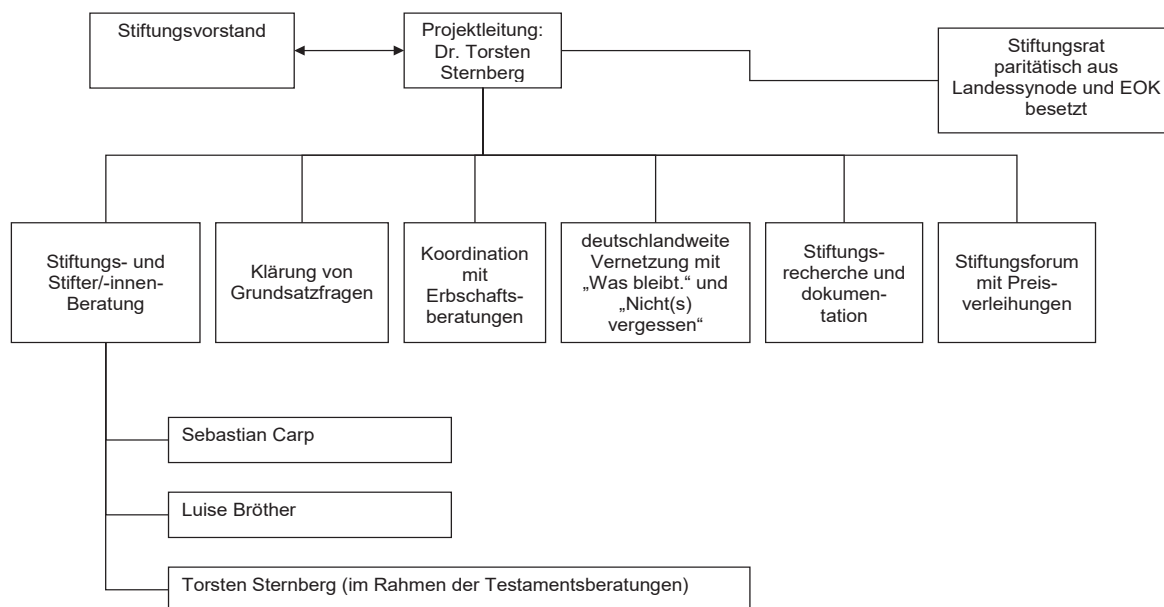 Stiftungsvorstand
Projektleitung:
Dr. Torsten
Sternberg
Stiftungsrat
paritätisch aus
Landessynode und EOK
besetzt
Stiftungs- und
Stifter/-innen-
Beratung
Klärung von
Grundsatzfragen
Koordination
mit
Erbschafts-
beratungen
deutschlandweite
Vernetzung mit
„Was bleibt.“ und
„Nicht(s)
vergessen“
Stiftungs-
recherche und
dokumen-
tation
Stiftungsforum
mit Preis-
verleihungen
Sebastian Carp
Luise Bröther
Torsten Sternberg (im Rahmen der Testamentsberatungen)